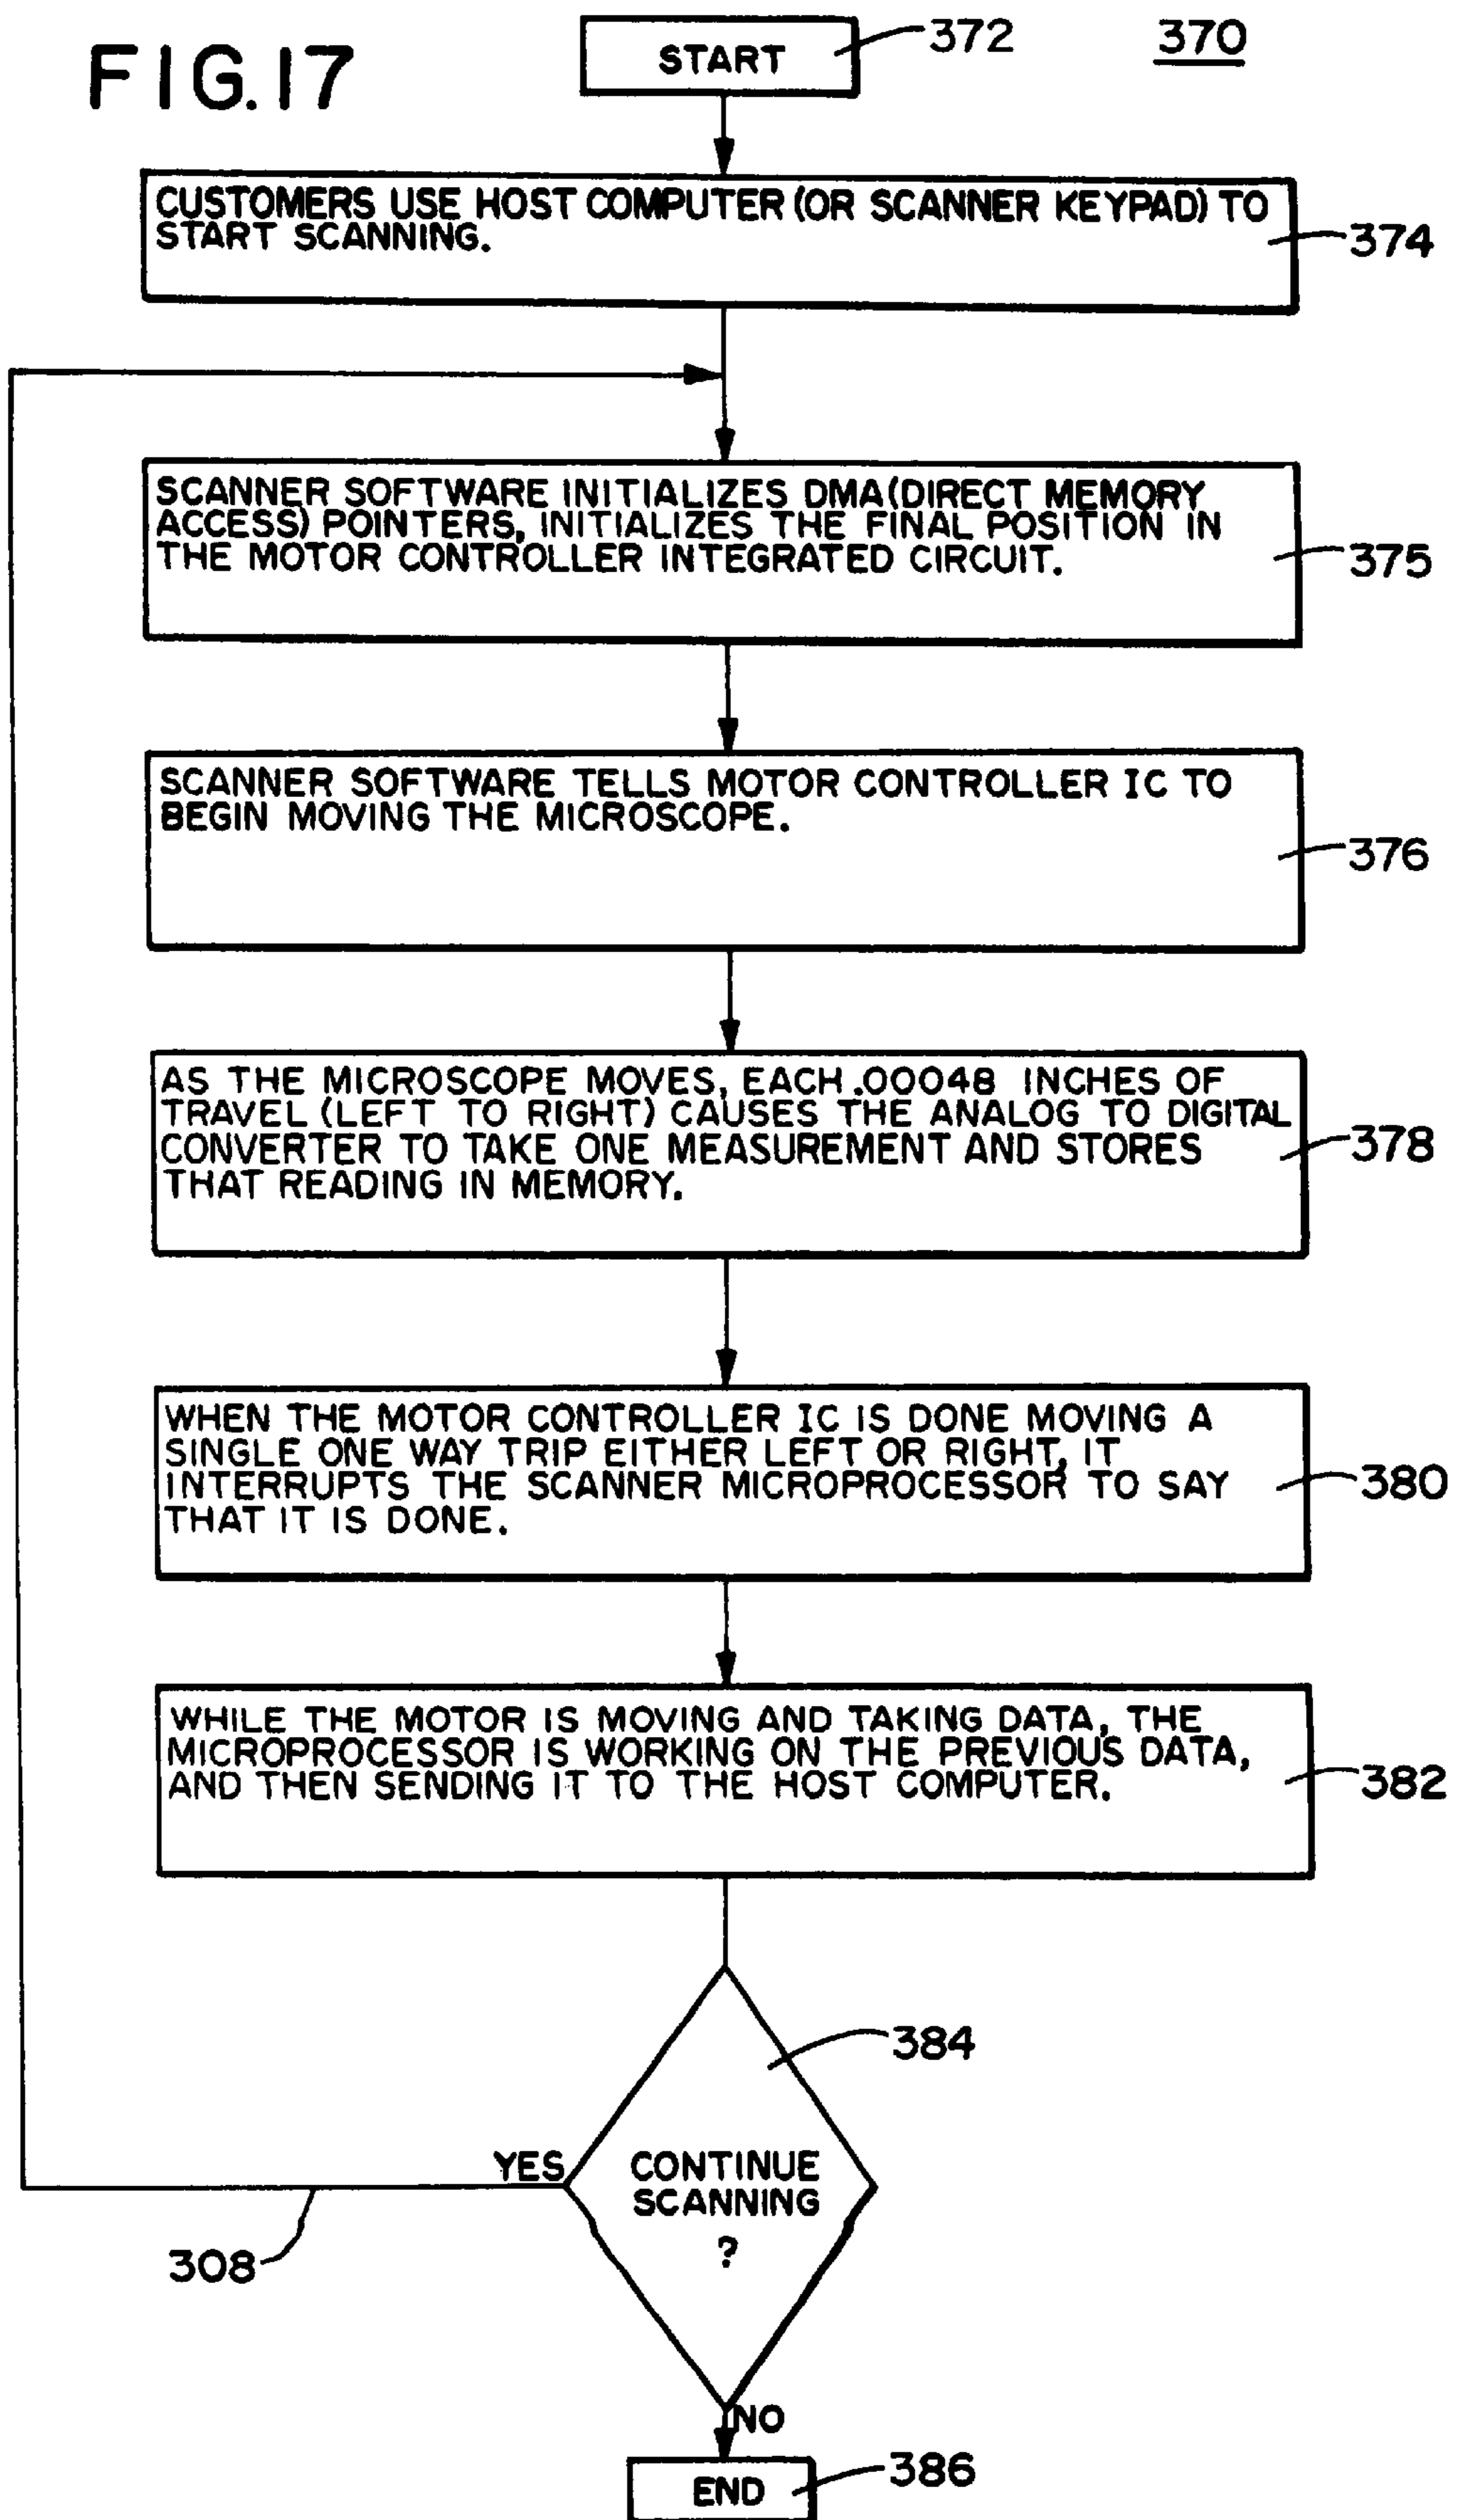 FIG.17
START
372
370
CUSTOMERS USE HOST COMPUTER (OR SCANNER KEYPAD) TO
START SCANNING.
374
SCANNER SOFTWARE INITIALIZES DMA (DIRECT MEMORY
ACCESS) POINTERS, INITIALIZES THE FINAL POSITION IN
THE MOTOR CONTROLLER INTEGRATED CIRCUIT.
375
SCANNER SOFTWARE TELLS MOTOR CONTROLLER IC TO
BEGIN MOVING THE MICROSCOPE.
376
AS THE MICROSCOPE MOVES, EACH .00048 INCHES OF
TRAVEL (LEFT TO RIGHT) CAUSES THE ANALOG TO DIGITAL
CONVERTER TO TAKE ONE MEASUREMENT AND STORES
THAT READING IN MEMORY.
378
WHEN THE MOTOR CONTROLLER IC IS DONE MOVING A
SINGLE ONE WAY TRIP EITHER LEFT OR RIGHT, IT
INTERRUPTS THE SCANNER MICROPROCESSOR TO SAY
THAT IT IS DONE.
380
WHILE THE MOTOR IS MOVING AND TAKING DATA, THE
MICROPROCESSOR IS WORKING ON THE PREVIOUS DATA,
AND THEN SENDING IT TO THE HOST COMPUTER.
382
384
YES
CONTINUE
SCANNING
?
308
NO
END
386